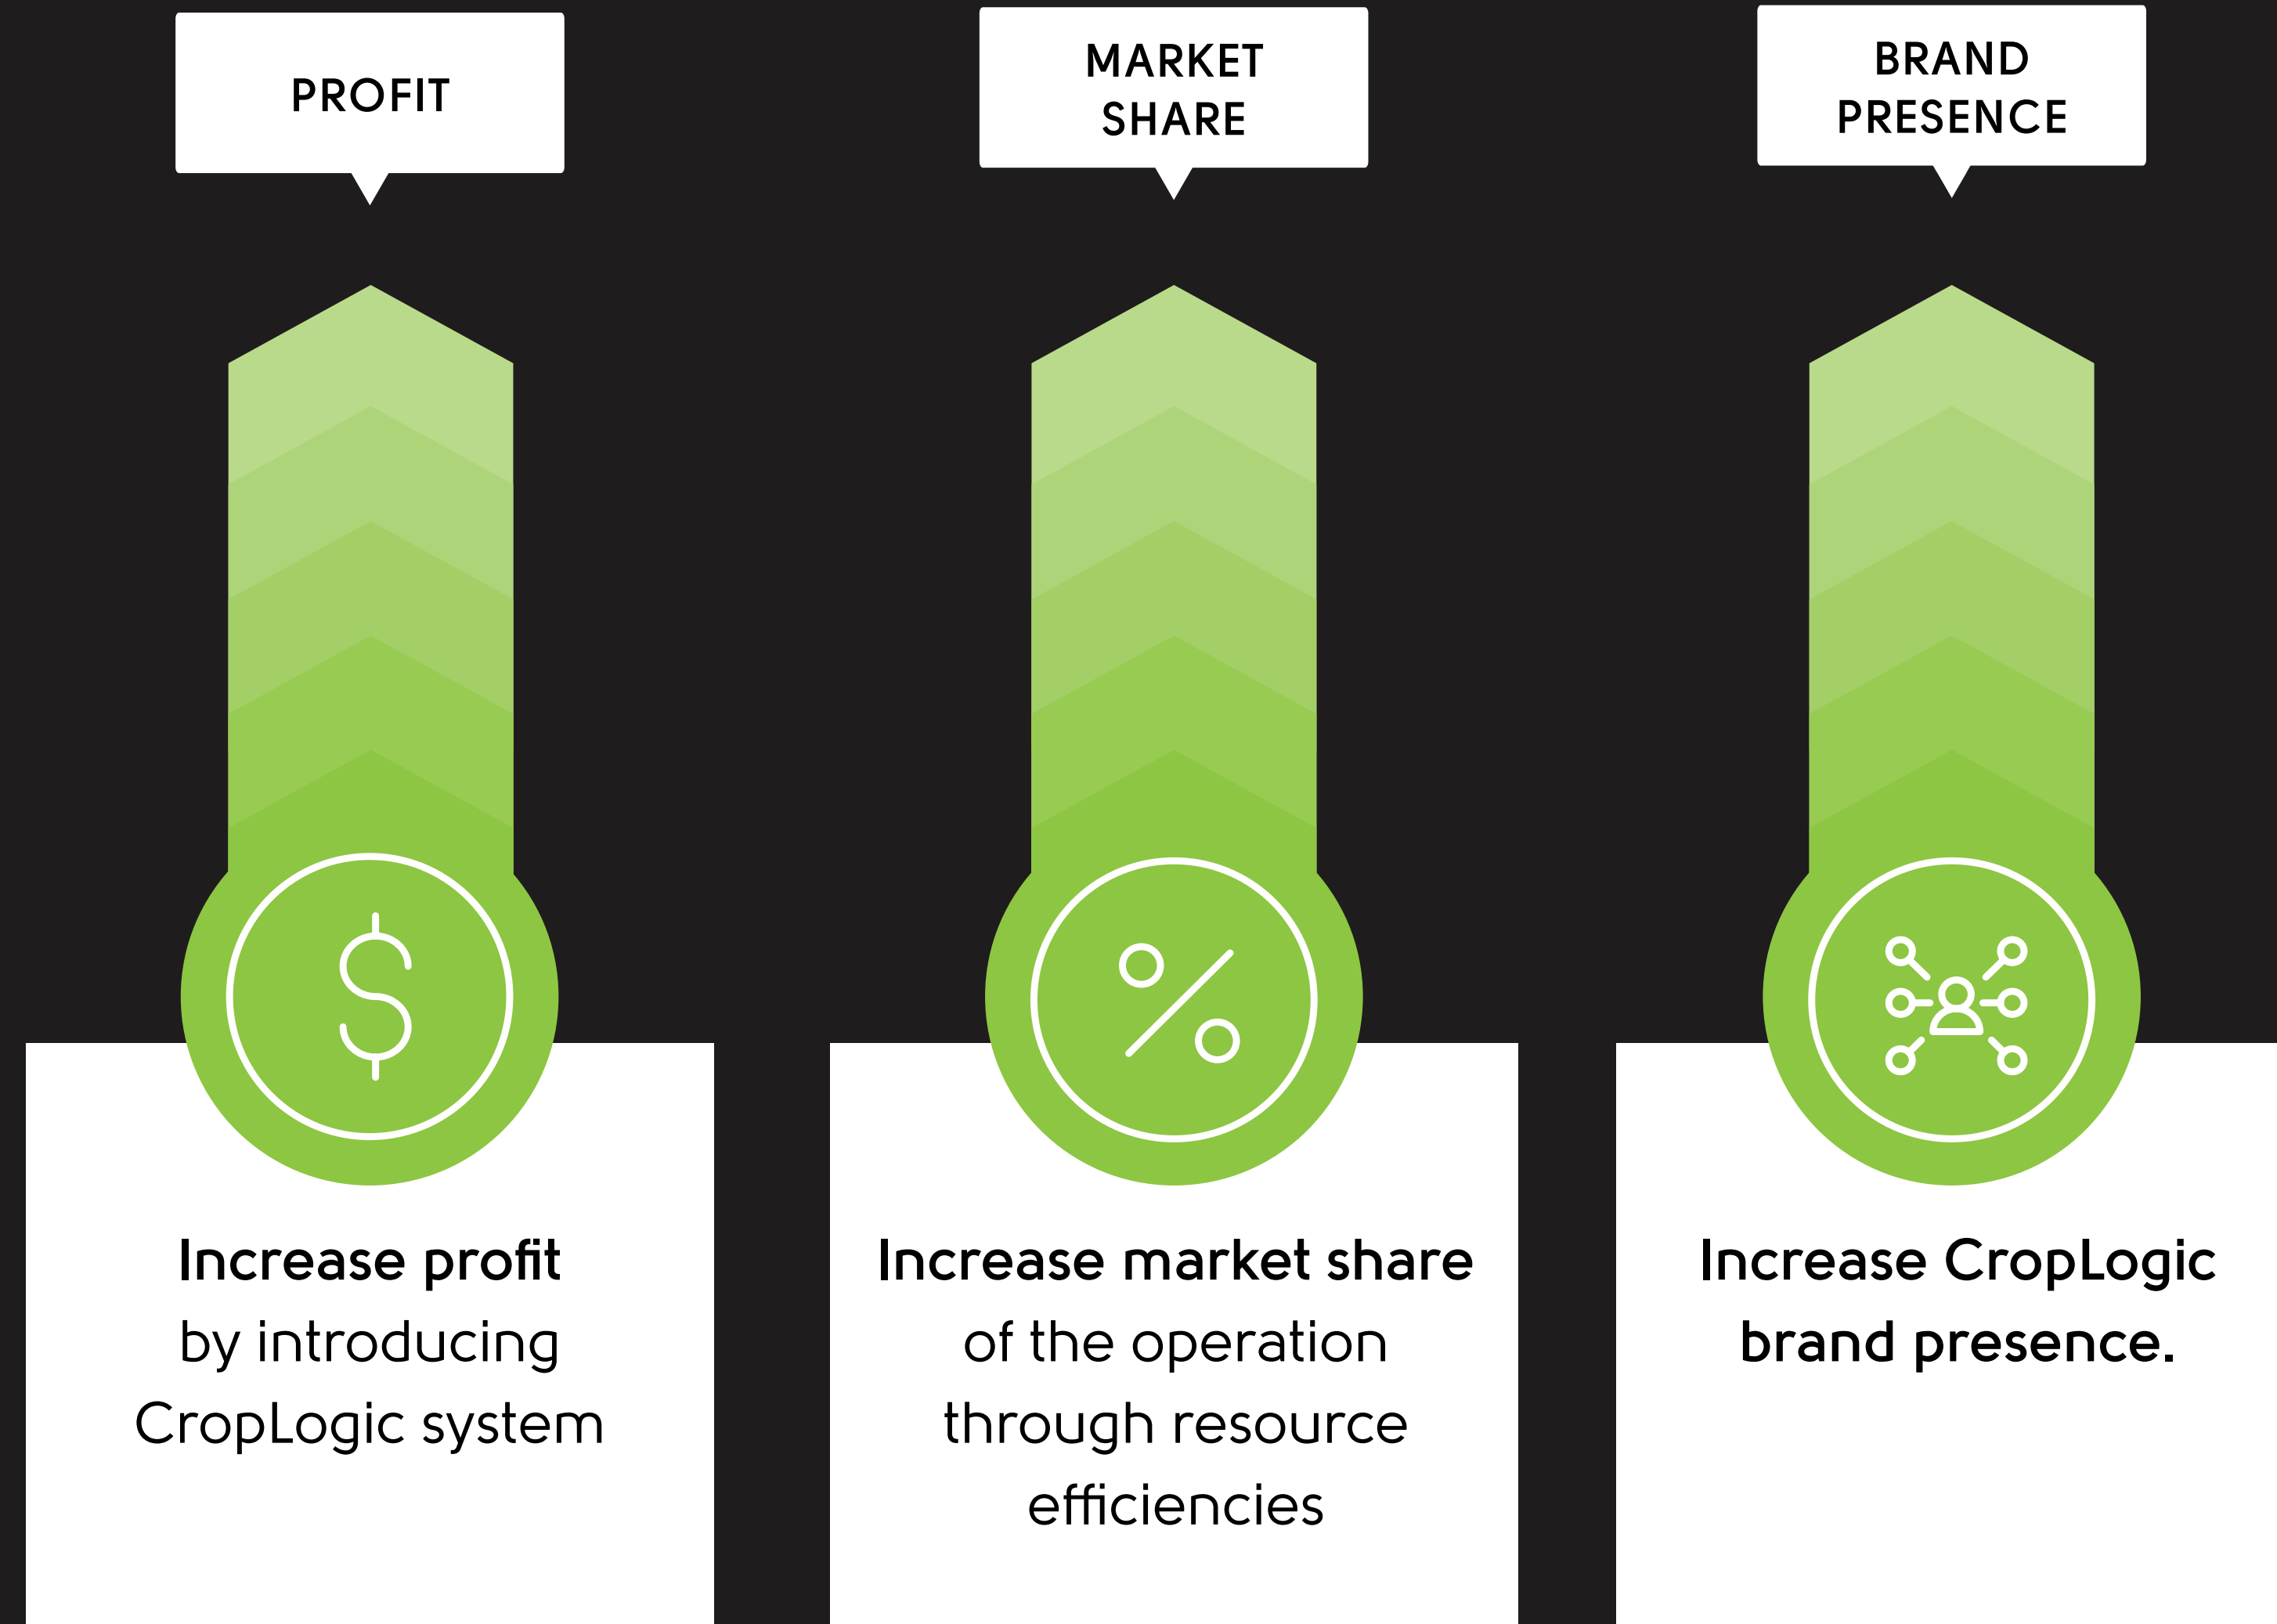 PROFIT
MARKET
SHARE
BRAND
PRESENCE
$
%
Increase profit
by introducing
CropLogic system
Increase market share
of the operation
through resource
efficiencies
Increase CropLogic
brand presence.